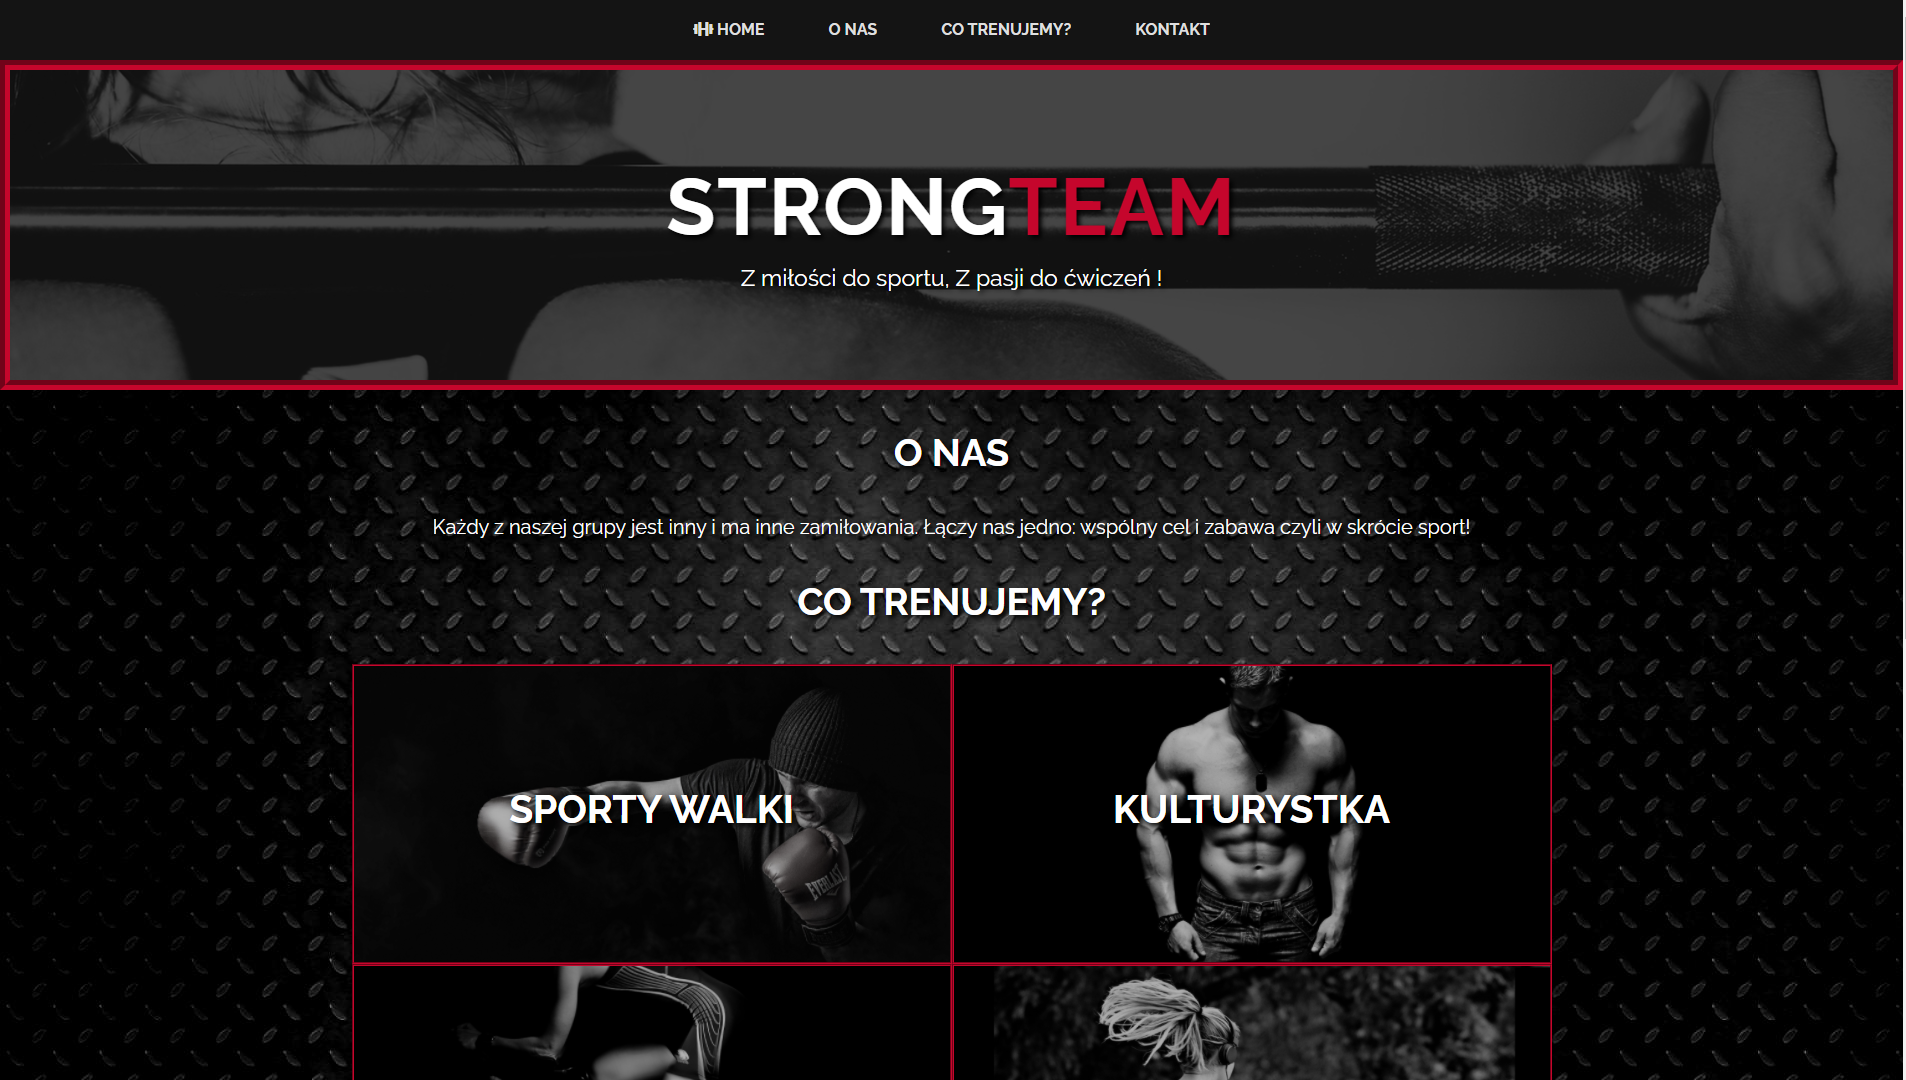 HOME O NAS CO TRENUJEMY? KONTAKT
STRONGTEAM
Z miłości do sportu, Z pasji do ćwiczeń !
O NAS
Każdy z naszej grupy jest inny i ma inne zamiłowania. Łączy nas jedno: wspólny cel i zabawa czyli w skrócie sport!
CO TRENUJEMY?
SPORTY WALKI
KULTURYSTKA
EVERLAST